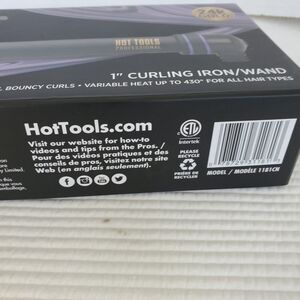 24K
GOLD
HOT TOOLS
PROFESSIONAL
1" CURLING IRON/WAND
BOUNCY CURLS • VARIABLE HEAT UP TO 430° FOR ALL HAIR TYPES
HotTools.com
Visit our website for how-to
videos and tips from the Pros. /
Pour des vidéos pratiques et des
conseils de pros, visitez notre site
Web (en anglais seulement).
ETL
Intertek
PLEASE
RECYCLE
PRIÈRE DE
RECYCLER
MODEL / MODÈLE 1181CN